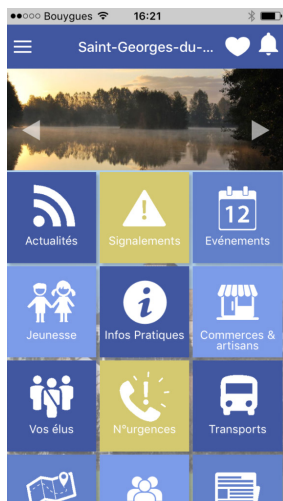 Bouygues 16:21
Saint-Georges-du-...
Actualités
Signalements
12
Evénements
Jeunesse
Infos Pratiques
Commerces &
artisans
Vos élus
N°urgences
Transports